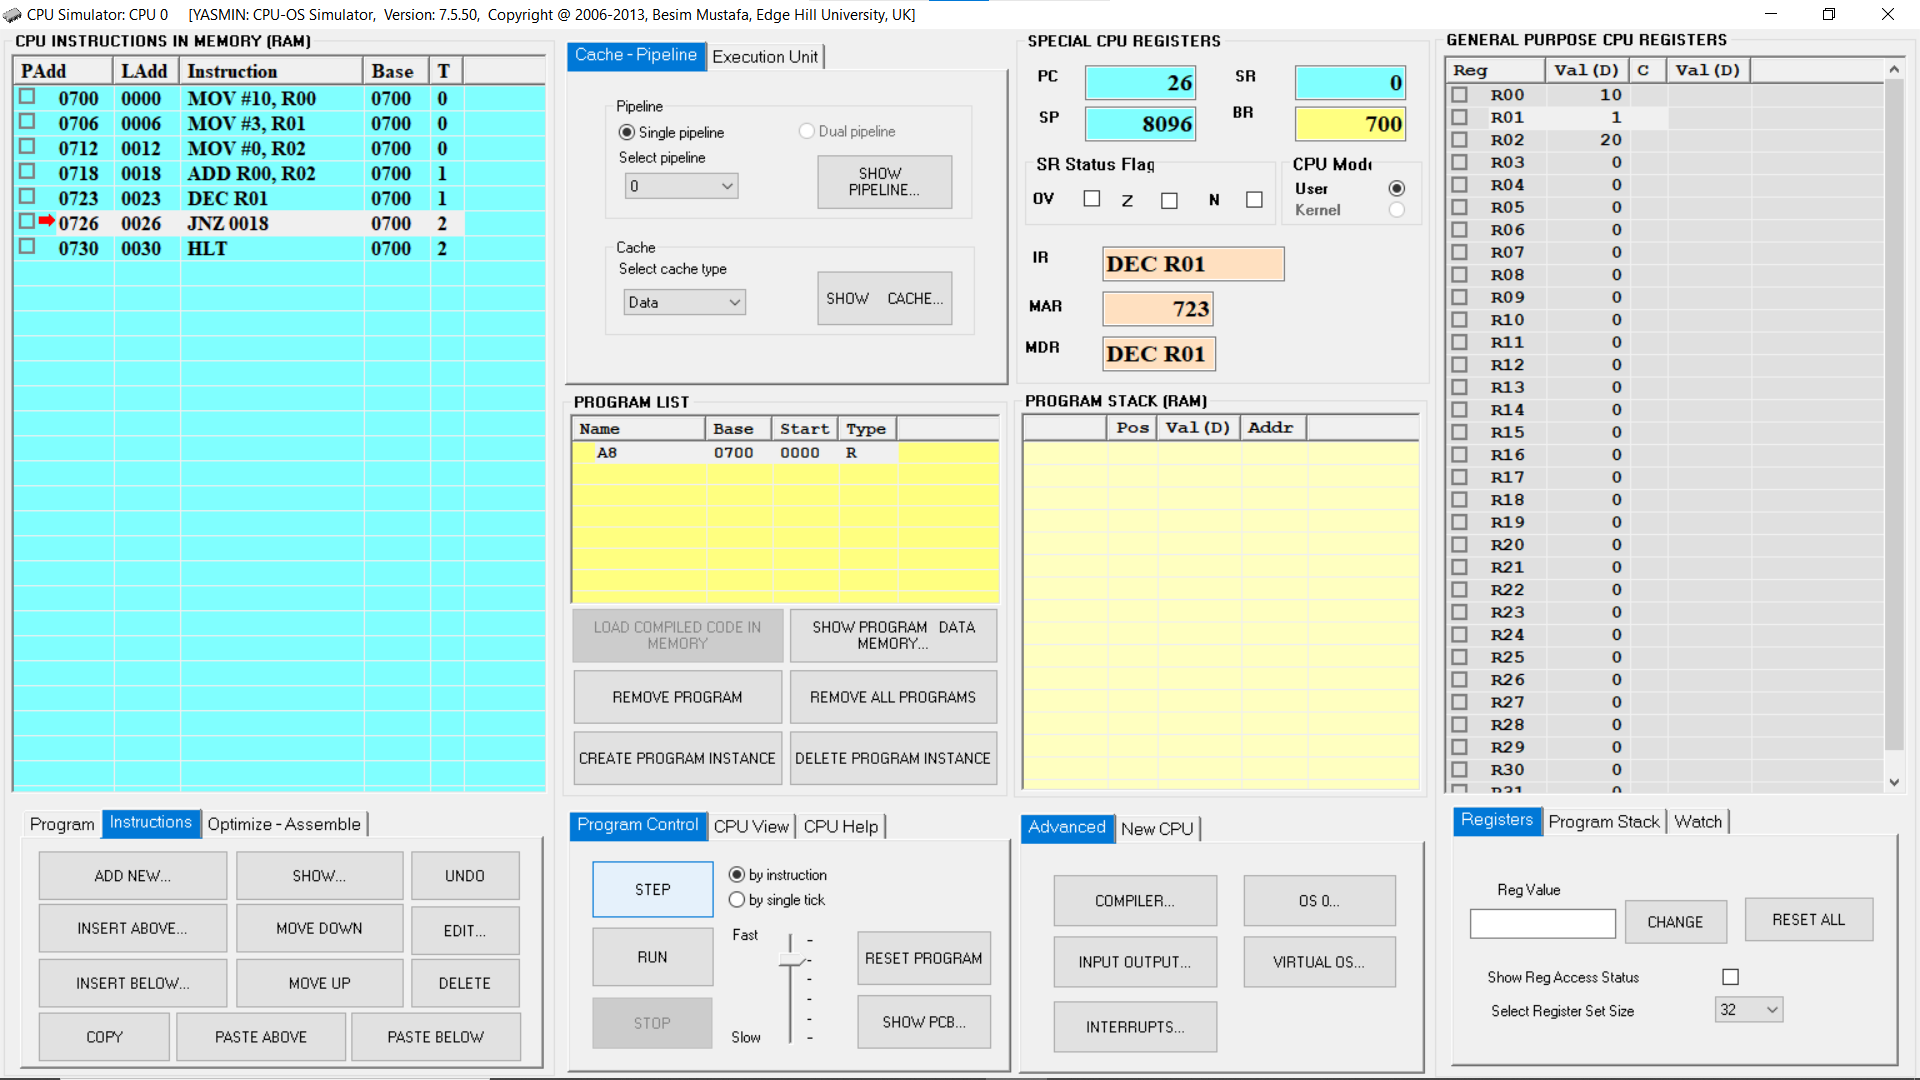 CPU Simulator: CPU 0 [YASMIN: CPU-OS Simulator, Version: 7.5.50, Copyright @ 2006-2013, Besim Mustafa, Edge Hill University, UK]
CPU INSTRUCTIONS IN MEMORY (RAM)
PAdd LAdd Instruction Base T
0700 0000 MOV #10, R00 0700 0
0706 0006 MOV #3, R01 0700 0
0712 0012 MOV #0, R02 0700 0
0718 0018 ADD R00, R02 0700 1
0723 0023 DEC R01 0700 1
0726 0026 JNZ 0018 0700 2
0730 0030 HLT 0700 2
Program Instructions Optimize - Assemble
ADD NEW... SHOW... UNDO
INSERT ABOVE... MOVE DOWN EDIT...
INSERT BELOW... MOVE UP DELETE
COPY PASTE ABOVE PASTE BELOW
Cache - Pipeline Execution Unit
Pipeline
Single pipeline Dual pipeline
Select pipeline
0
SHOW
PIPELINE...
Cache
Select cache type
Data
SHOW CACHE...
PROGRAM LIST
Name Base Start Type
A8 0700 0000 R
LOAD COMPILED CODE IN
MEMORY
SHOW PROGRAM DATA
MEMORY...
REMOVE PROGRAM REMOVE ALL PROGRAMS
CREATE PROGRAM INSTANCE DELETE PROGRAM INSTANCE
Program Control CPU View CPU Help
STEP
by instruction
by single tick
RUN
STOP
Fast
Slow
RESET PROGRAM
SHOW PCB...
SPECIAL CPU REGISTERS
PC 26 SR 0
SP 8096 BR 700
SR Status Flag
OV Z N
CPU Mode
User
Kernel
IR DEC R01
MAR 723
MDR DEC R01
PROGRAM STACK (RAM)
Pos Val(D) Addr
Advanced New CPU
COMPILER... OS 0...
INPUT OUTPUT... VIRTUAL OS...
INTERRUPTS...
GENERAL PURPOSE CPU REGISTERS
Reg Val(D) C Val(D)
R00 10
R01 1
R02 20
R03 0
R04 0
R05 0
R06 0
R07 0
R08 0
R09 0
R10 0
R11 0
R12 0
R13 0
R14 0
R15 0
R16 0
R17 0
R18 0
R19 0
R20 0
R21 0
R22 0
R23 0
R24 0
R25 0
R26 0
R27 0
R28 0
R29 0
R30 0
R31 0
Registers Program Stack Watch
Reg Value
CHANGE RESET ALL
Show Reg Access Status
Select Register Set Size 32